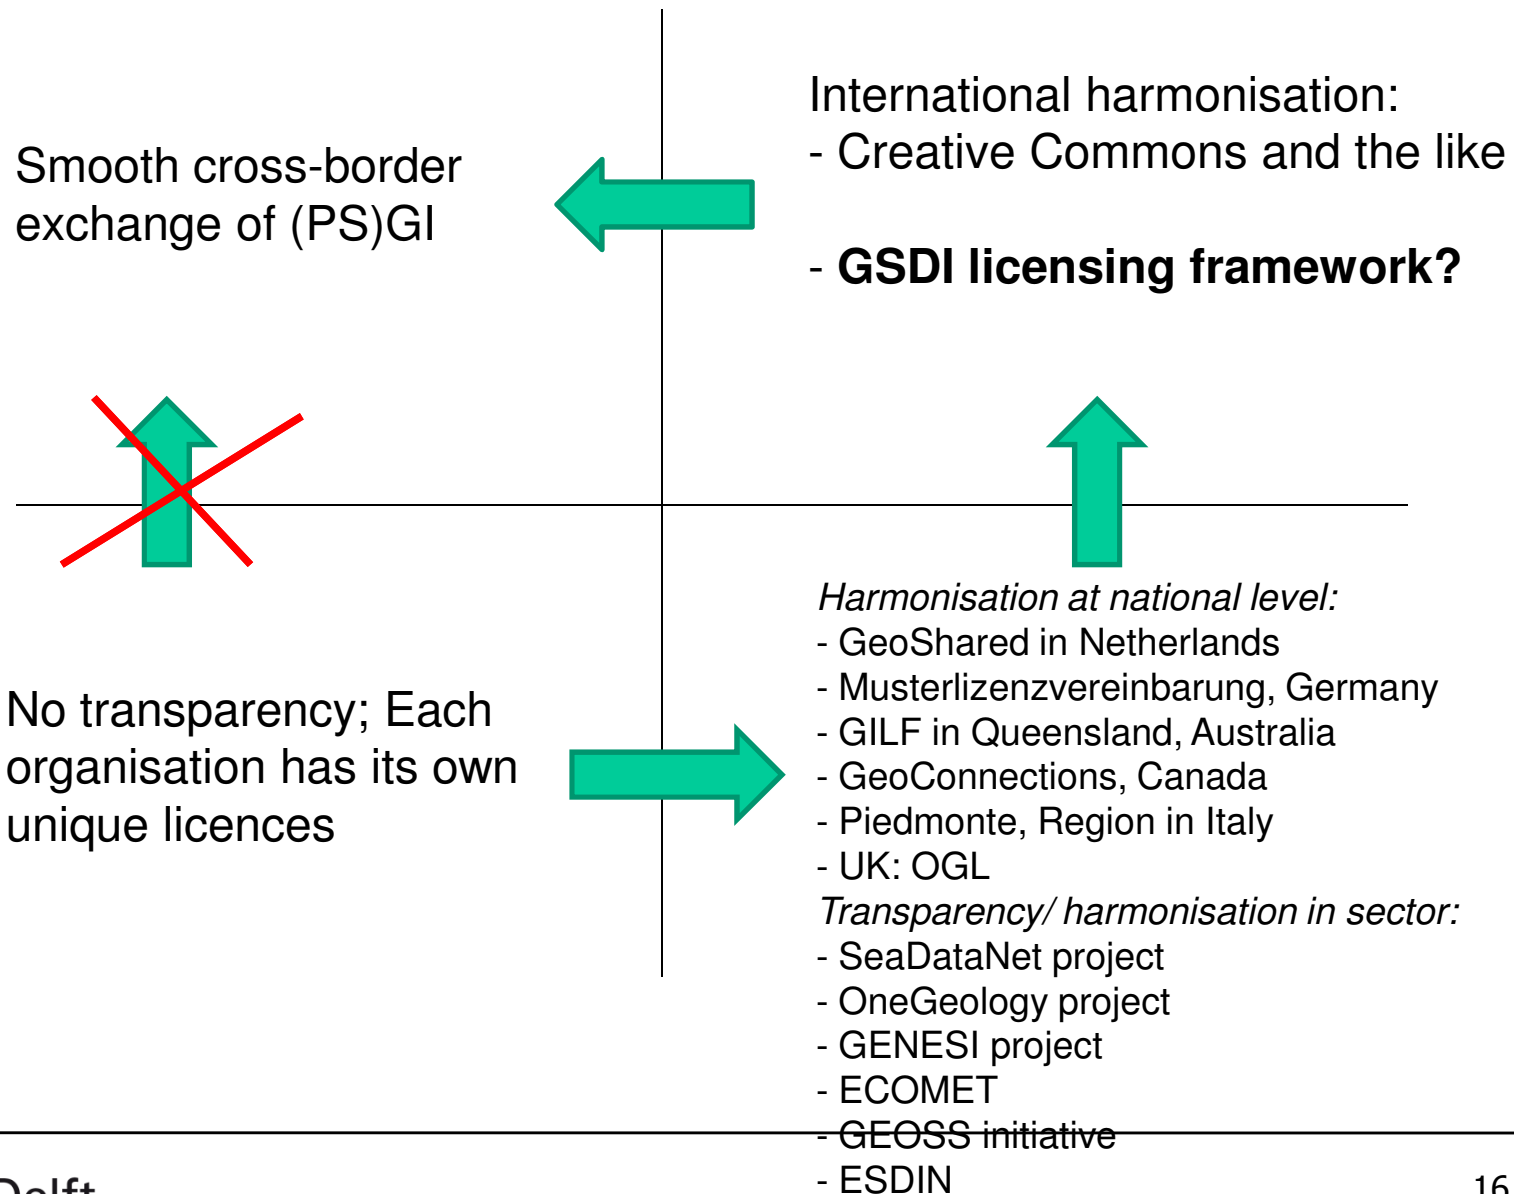 Smooth cross-border
exchange of (PS)GI
International harmonisation:
- Creative Commons and the like
- GSDI licensing framework?
No transparency; Each
organisation has its own
unique licences
Harmonisation at national level:
- GeoShared in Netherlands
- Musterlizenzvereinbarung, Germany
- GILF in Queensland, Australia
- GeoConnections, Canada
- Piedmonte, Region in Italy
- UK: OGL
Transparency/ harmonisation in sector:
- SeaDataNet project
- OneGeology project
- GENESI project
- ECOMET
- GEOSS initiative
- ESDIN
Delft
16